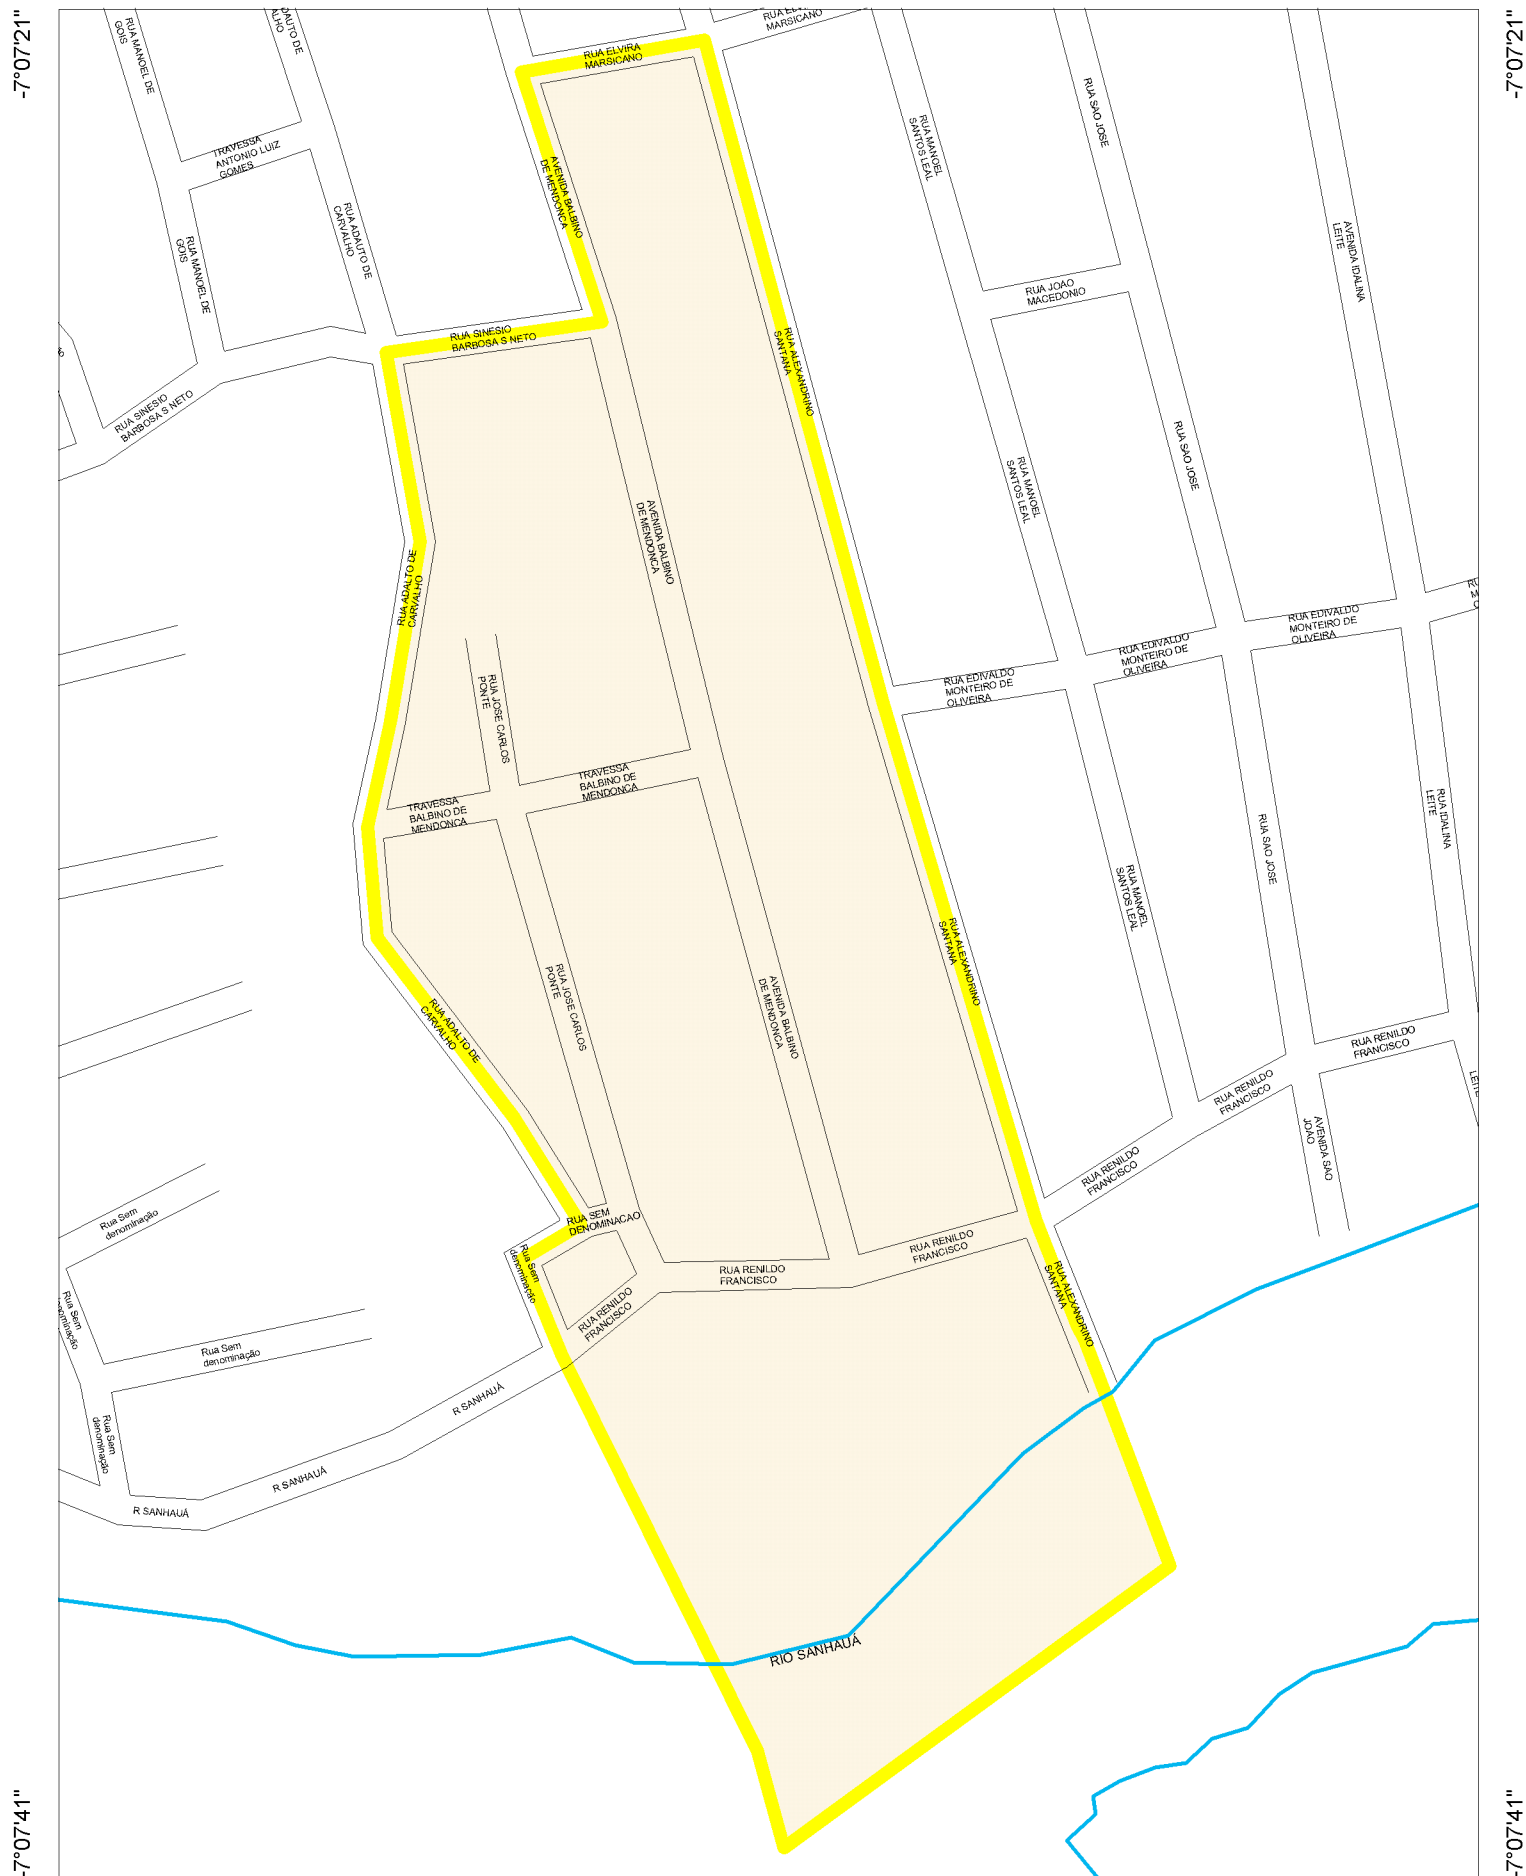 -7°07'21"
-7°07'21"
RUA MANOEL DE
GOIS
RUA ELVIRA
MARSICANO
MARSICANO
TRAVESSA
ANTONIO LUIZ
GOMES
RUA MANOEL
SANTOS LEAL
RUA SAO JOSE
AVENIDA BALBINO
DE MENDONCA
RUA ADAUTO DE
CARVALHO
RUA MANOEL DE
GOIS
AVENIDA IDALINA
LEITE
RUA JOAO
MACEDONIO
RUA SINESIO
BARBOSA S NETO
RUA ALEXANDRINO
SANTANA
RUA SINESIO
BARBOSA S NETO
RUA SAO JOSE
RUA MANOEL
SANTOS LEAL
AVENIDA BALBINO
DE MENDONCA
RUA ADALTO DE
CARVALHO
RUA EDIVALDO
MONTEIRO DE
OLIVEIRA
RUA EDIVALDO
MONTEIRO DE
OLIVEIRA
RUA EDIVALDO
MONTEIRO DE
OLIVEIRA
RUA JOSE CARLOS
PONTE
TRAVESSA
BALBINO DE
MENDONCA
TRAVESSA
BALBINO DE
MENDONCA
RUA IDALINA
LEITE
RUA SAO JOSE
RUA MANOEL
SANTOS LEAL
RUA ALEXANDRINO
SANTANA
RUA JOSE CARLOS
PONTE
AVENIDA BALBINO
DE MENDONCA
RUA ADALTO DE
CARVALHO
RUA RENILDO
FRANCISCO
RUA RENILDO
FRANCISCO
AVENIDA SAO
JOAO
RUA RENILDO
FRANCISCO
Rua Sem
denominação
RUA SEM
DENOMINACAO
RUA RENILDO
FRANCISCO
RUA RENILDO
FRANCISCO
Rua Sem
denominação
RUA ALEXANDRINO
SANTANA
RUA RENILDO
FRANCISCO
Rua Sem
Rua Sem
denominação
R SANHAUÁ
Rua Sem
denominação
R SANHAUÁ
R SANHAUÁ
RIO SANHAUÁ
-7°07'41"
-7°07'41"